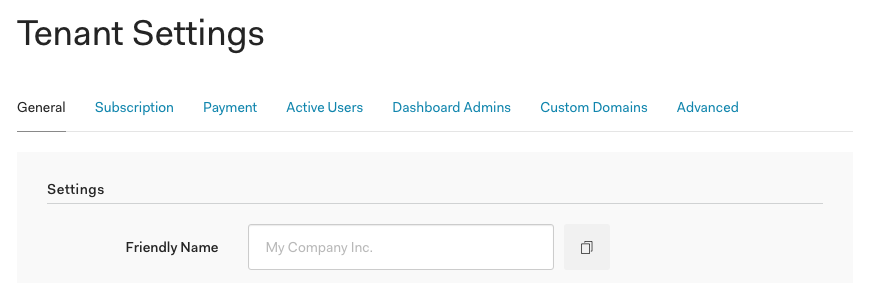 Tenant Settings
General Subscription Payment Active Users Dashboard Admins Custom Domains Advanced
Settings
Friendly Name My Company Inc.